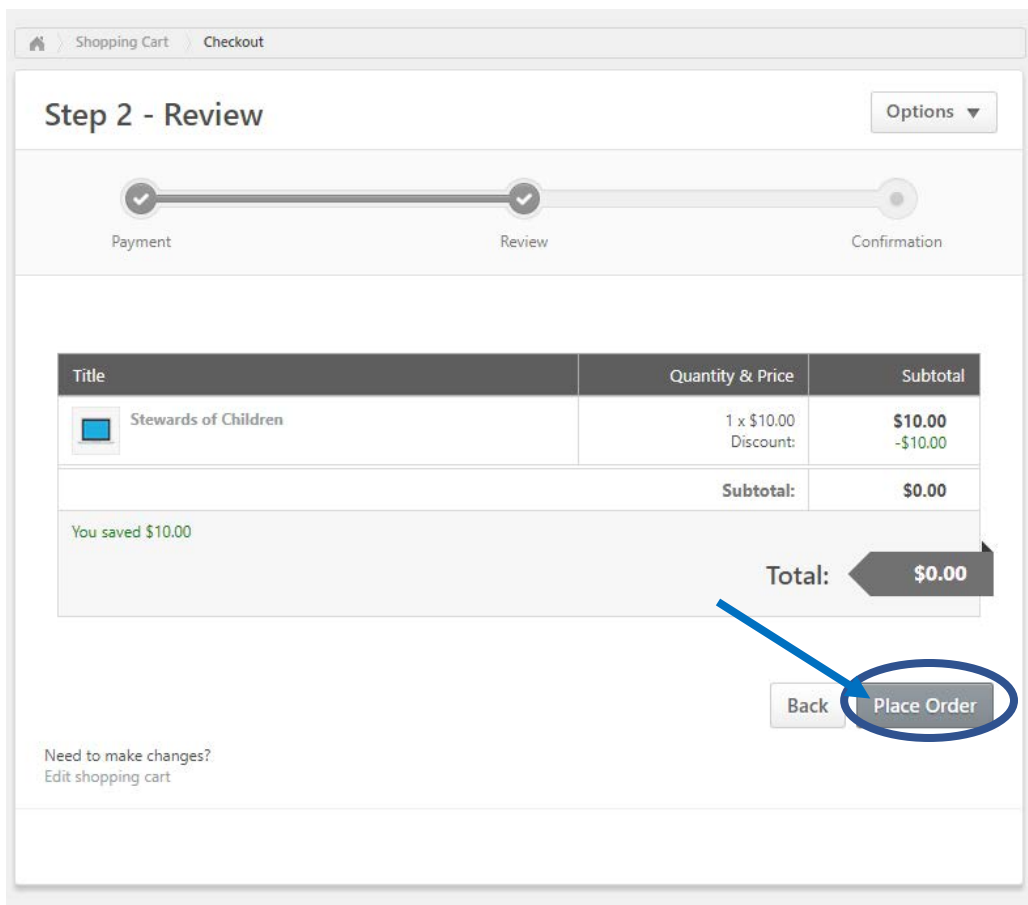 Shopping Cart Checkout
Step 2 - Review
Options
Payment Review Confirmation
Title Quantity & Price Subtotal
Stewards of Children 1 x $10.00 $10.00
Discount: -$10.00
Subtotal: $0.00
You saved $10.00
Total: $0.00
Back Place Order
Need to make changes?
Edit shopping cart